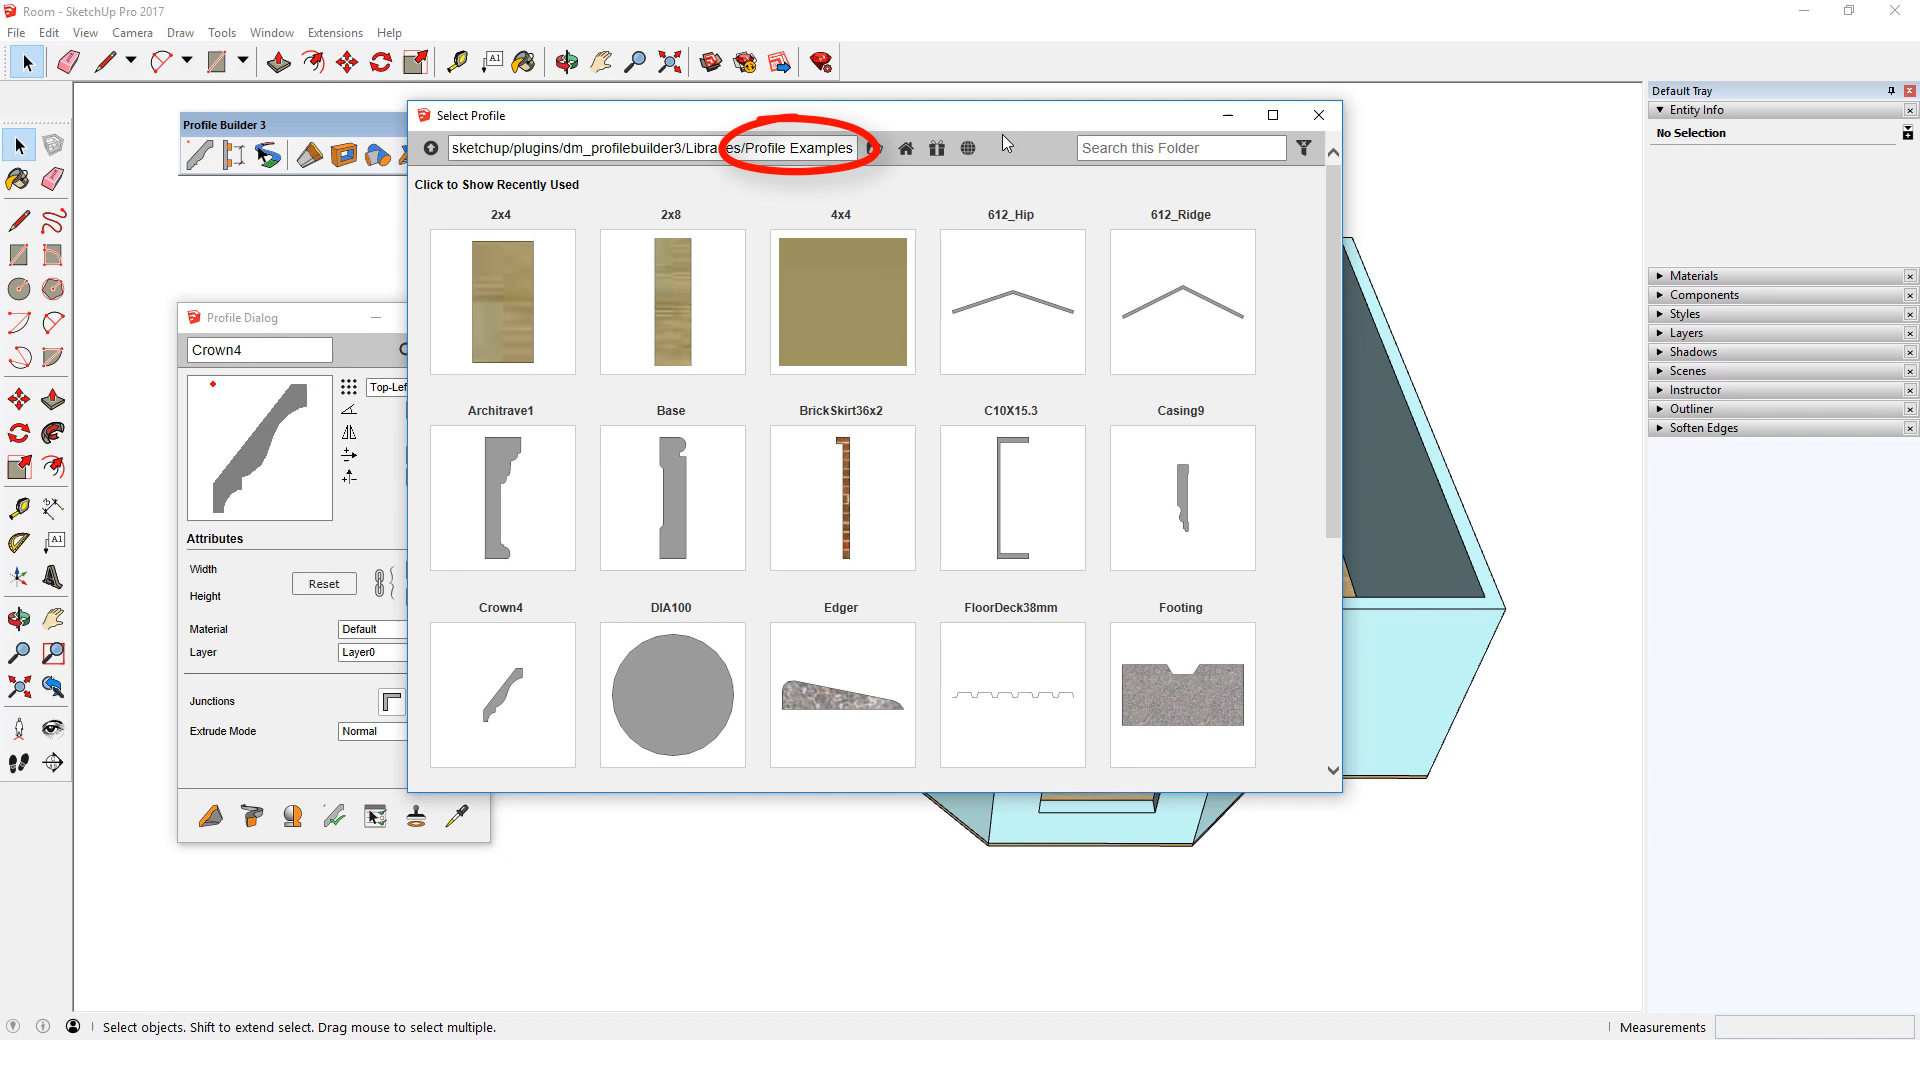 Room - SketchUp Pro 2017
File Edit View Camera Draw Tools Window Extensions Help
Profile Builder 3
Select Profile
sketchup/plugins/dm_profilebuilder3/Libraries/Profile Examples
Search this Folder
Click to Show Recently Used
2x4 2x8 4x4 612_Hip 612_Ridge
Architrave1 Base BrickSkirt36x2 C10X15.3 Casing9
Crown4 DIA100 Edger FloorDeck38mm Footing
Profile Dialog
Crown4
Top-Lef
Attributes
Width
Height
Reset
Material Default
Layer Layer0
Junctions
Extrude Mode Normal
A1
A1
Default Tray
Entity Info
No Selection
Materials
Components
Styles
Layers
Shadows
Scenes
Instructor
Outliner
Soften Edges
Select objects. Shift to extend select. Drag mouse to select multiple.
Measurements